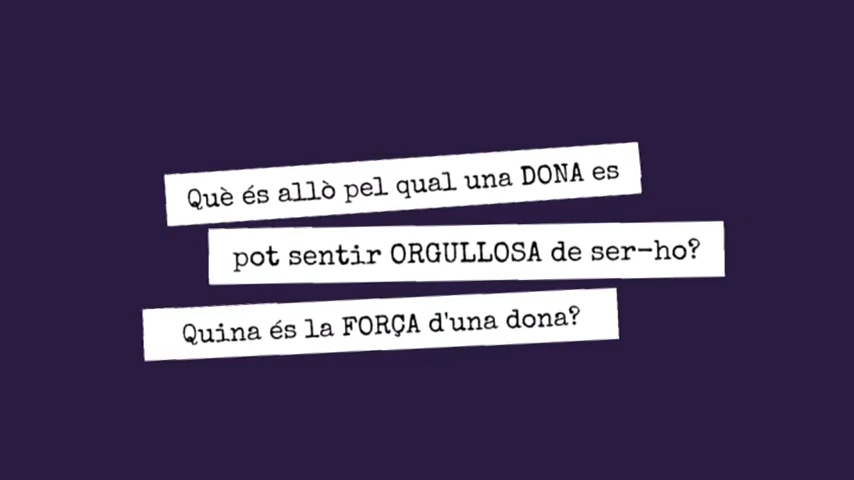 Què és allò pel qual una DONA es
pot sentir ORGULLOSA de ser-ho?
Quina és la FORÇA d'una dona?